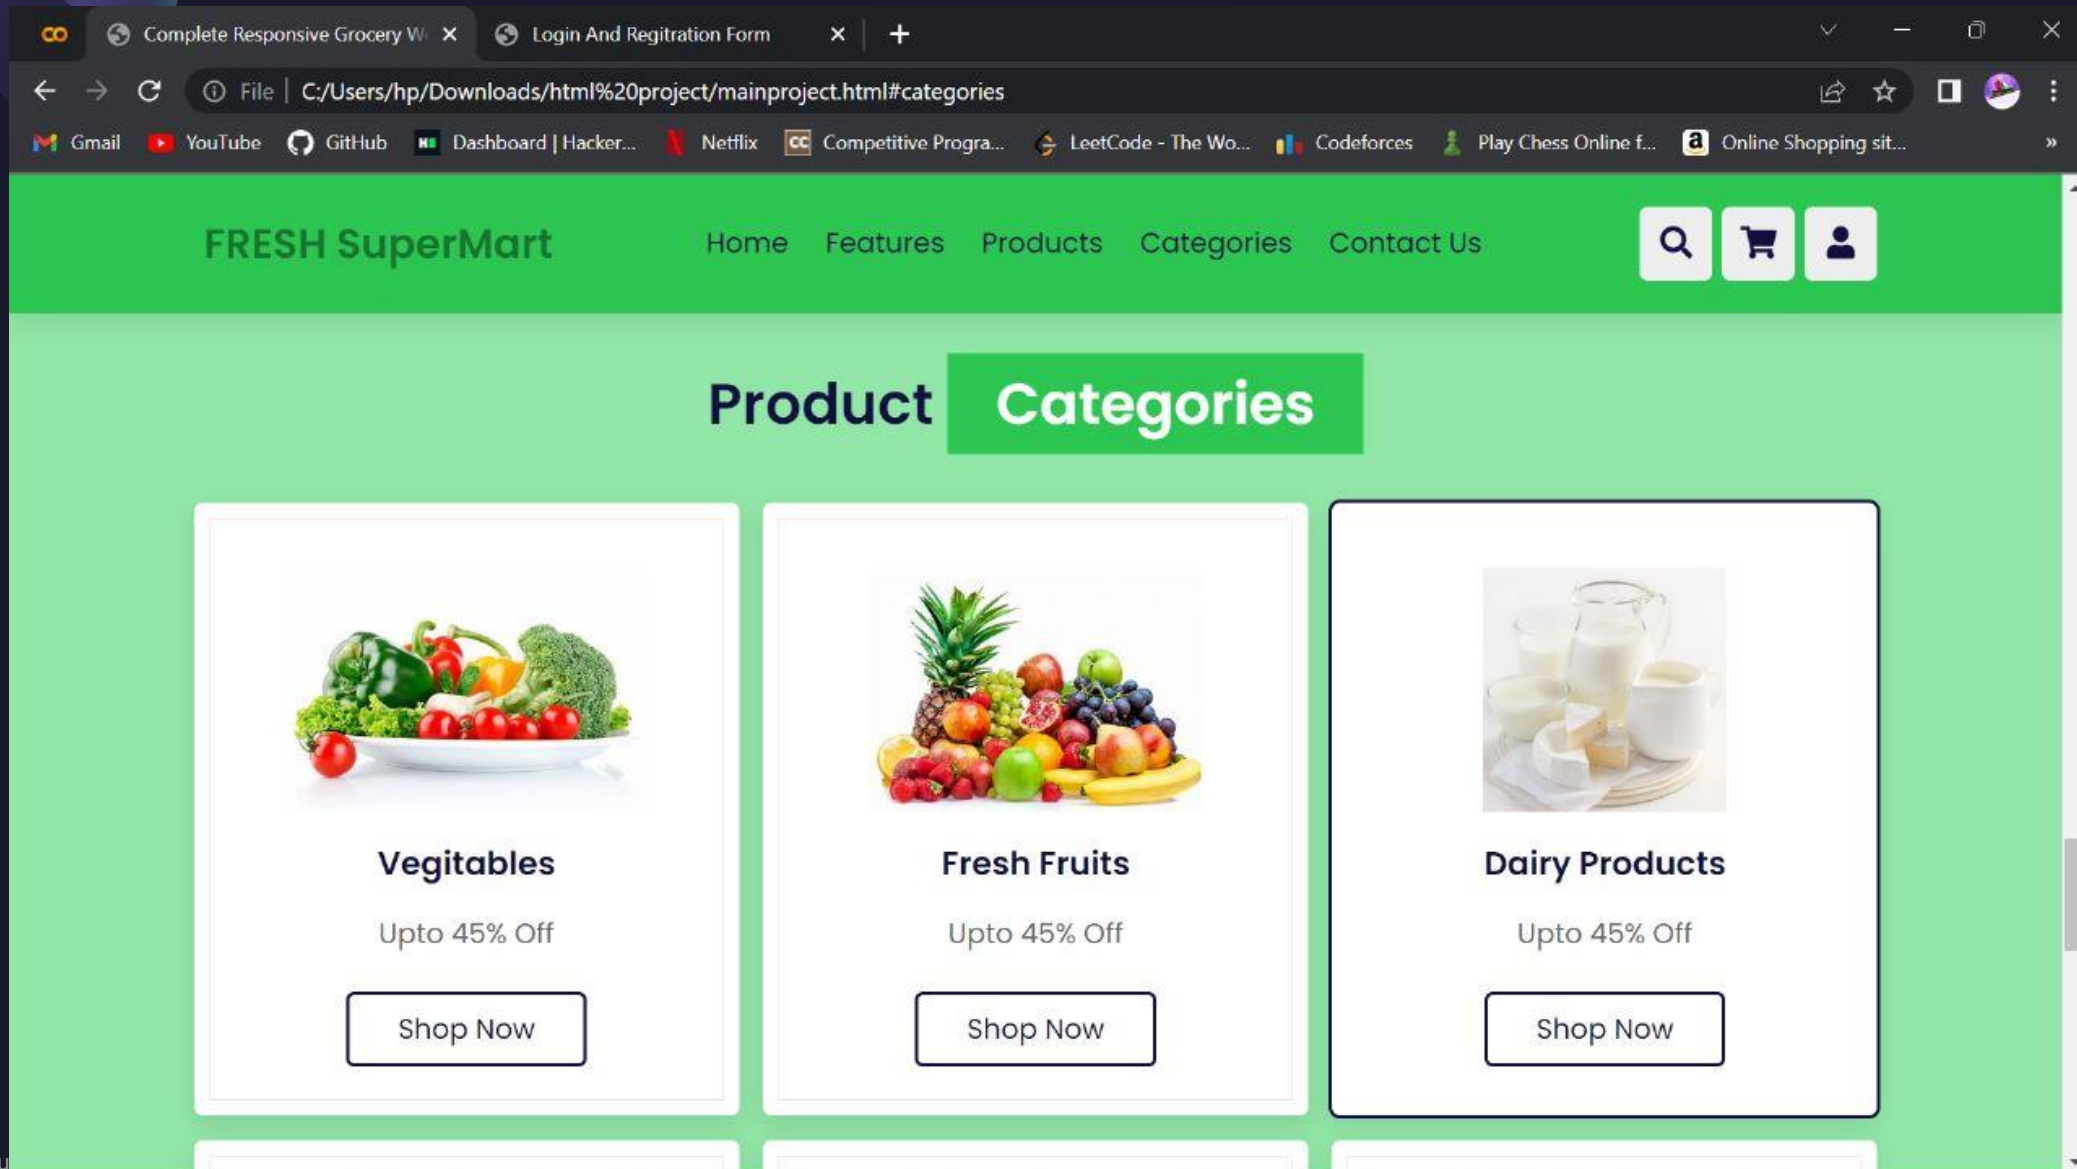 Complete Responsive Grocery W
Login And Regitration Form
File C:/Users/hp/Downloads/html%20project/mainproject.html#categories
Gmail YouTube GitHub Dashboard | Hacker... Netflix Competitive Progra... LeetCode - The Wo... Codeforces Play Chess Online f... Online Shopping sit... »
FRESH SuperMart Home Features Products Categories Contact Us
Product Categories
Vegitables
Upto 45% Off
Shop Now
Fresh Fruits
Upto 45% Off
Shop Now
Dairy Products
Upto 45% Off
Shop Now